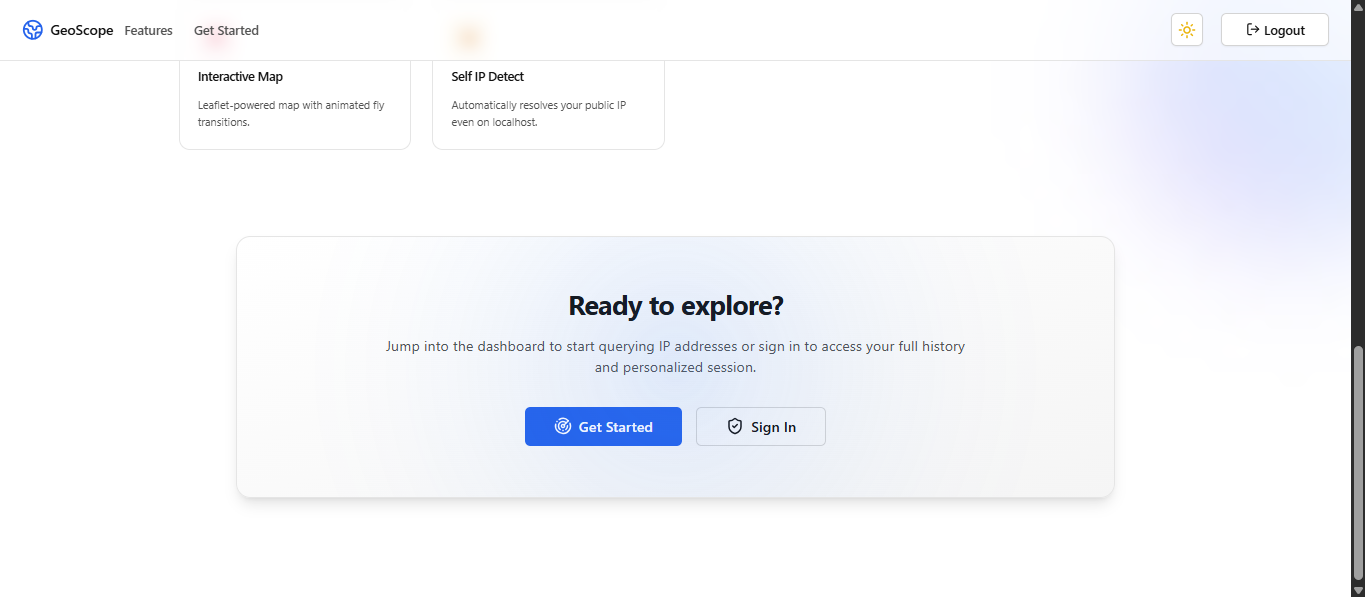 GeoScope Features Get Started Logout
Interactive Map
Leaflet-powered map with animated fly
transitions.
Self IP Detect
Automatically resolves your public IP
even on localhost.
Ready to explore?
Jump into the dashboard to start querying IP addresses or sign in to access your full history
and personalized session.
Get Started Sign In